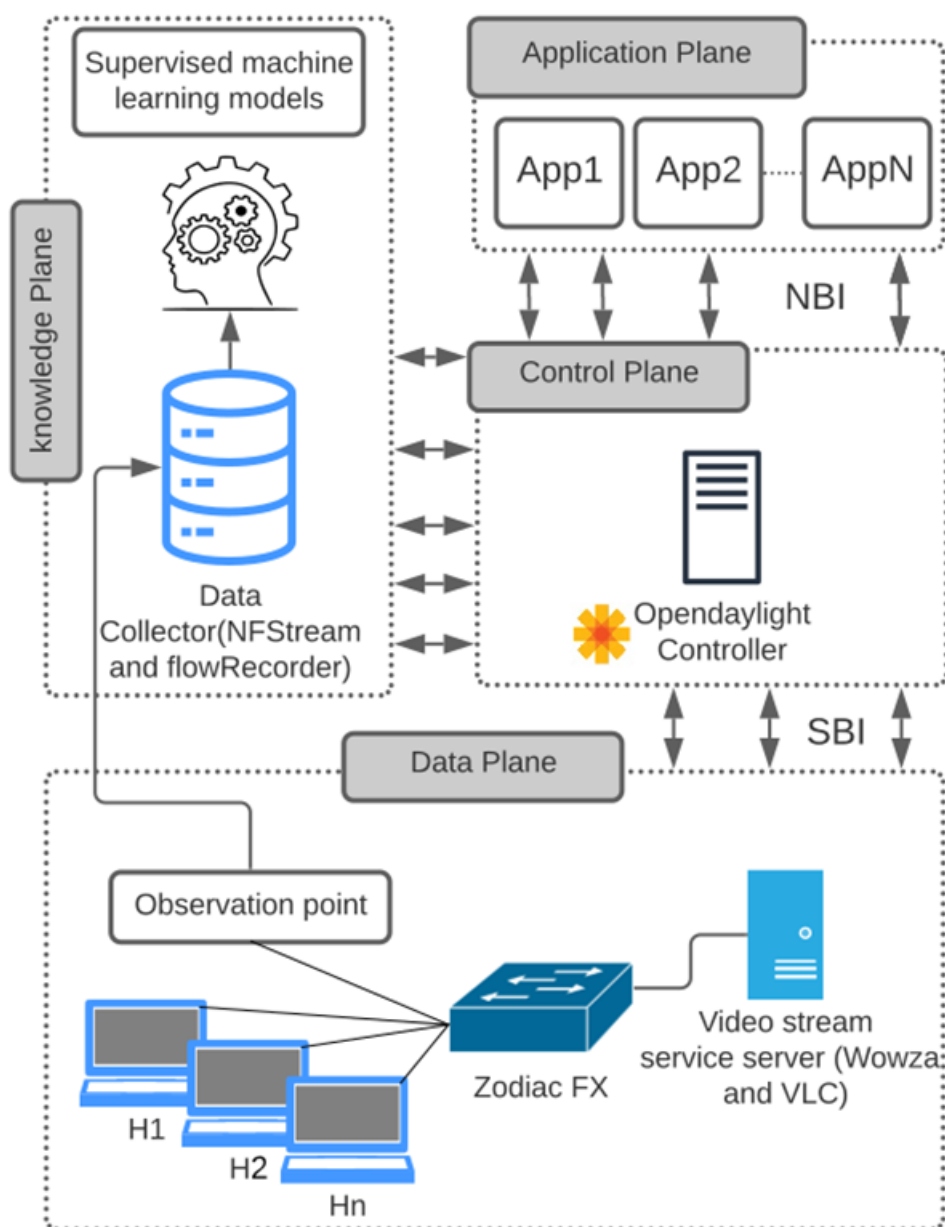 Supervised machine
learning models
knowledge Plane
Data
Collector(NFStream
and flowRecorder)
Application Plane
App1
App2
AppN
NBI
Control Plane
Opendaylight
Controller
SBI
Data Plane
Observation point
H1
H2
Hn
Zodiac FX
Video stream
service server (Wowza
and VLC)